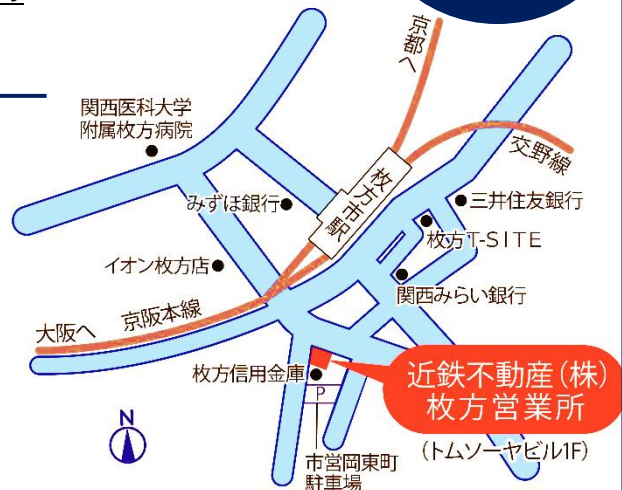 京都へ
関西医科大学
附属枚方病院
交野線
枚方市駅
みずほ銀行
三井住友銀行
枚方T-SITE
イオン枚方店
関西みらい銀行
京阪本線
大阪へ
枚方信用金庫
近鉄不動産(株)
枚方営業所
P
N
(トムソーヤビル1F)
市営岡東町
駐車場